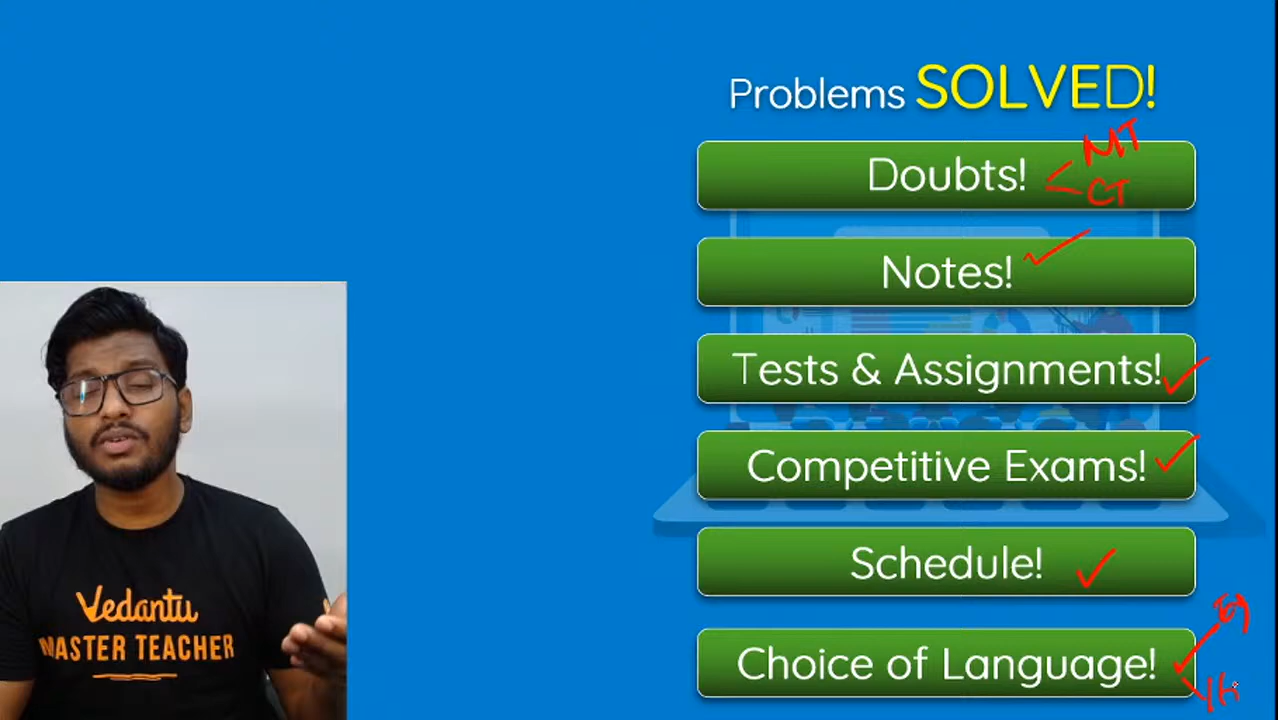 Problems SOLVED!
Doubts!
MT
CT
Notes!
Tests & Assignments!
Competitive Exams!
Schedule!
Choice of Language!
Vedantu
MASTER TEACHER